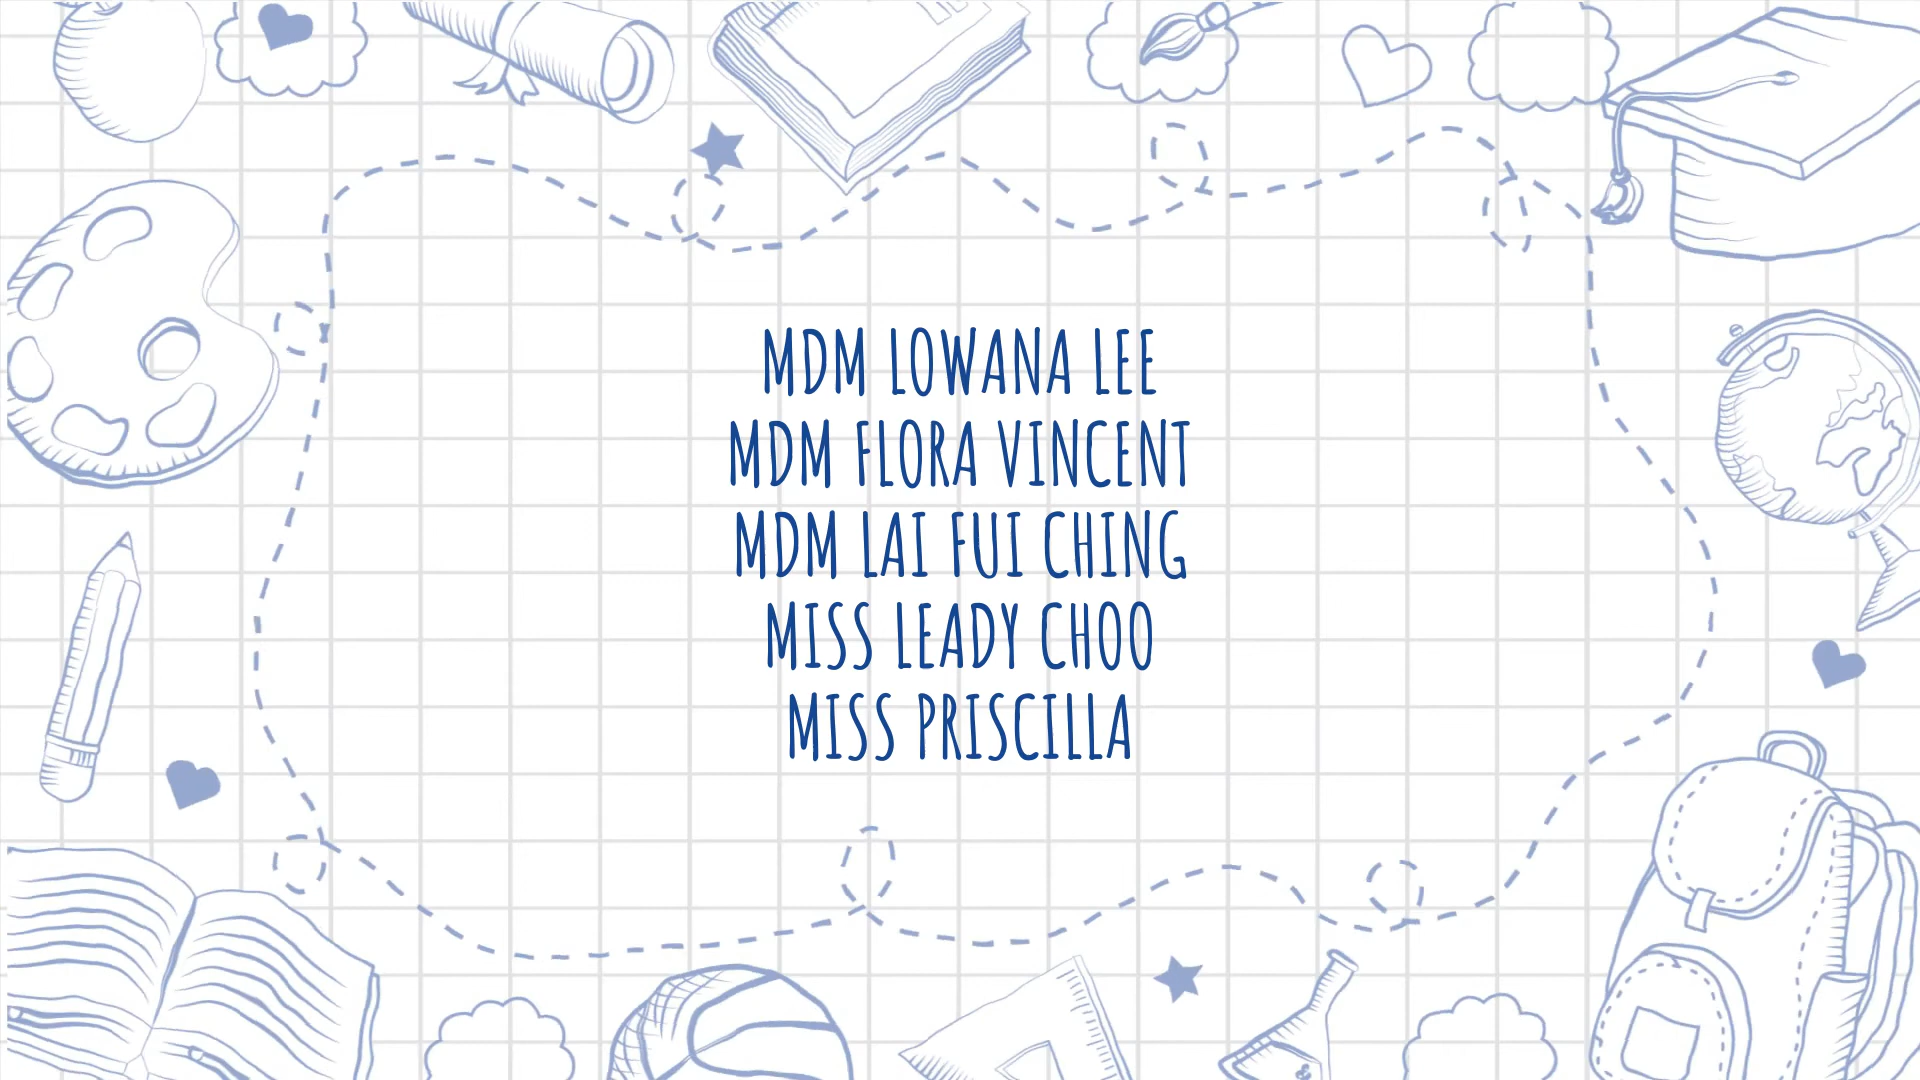 MDM LOWANA LEE
MDM FLORA VINCENT
MDM LAI FUI CHING
MISS LEADY CHOO
MISS PRISCILLA